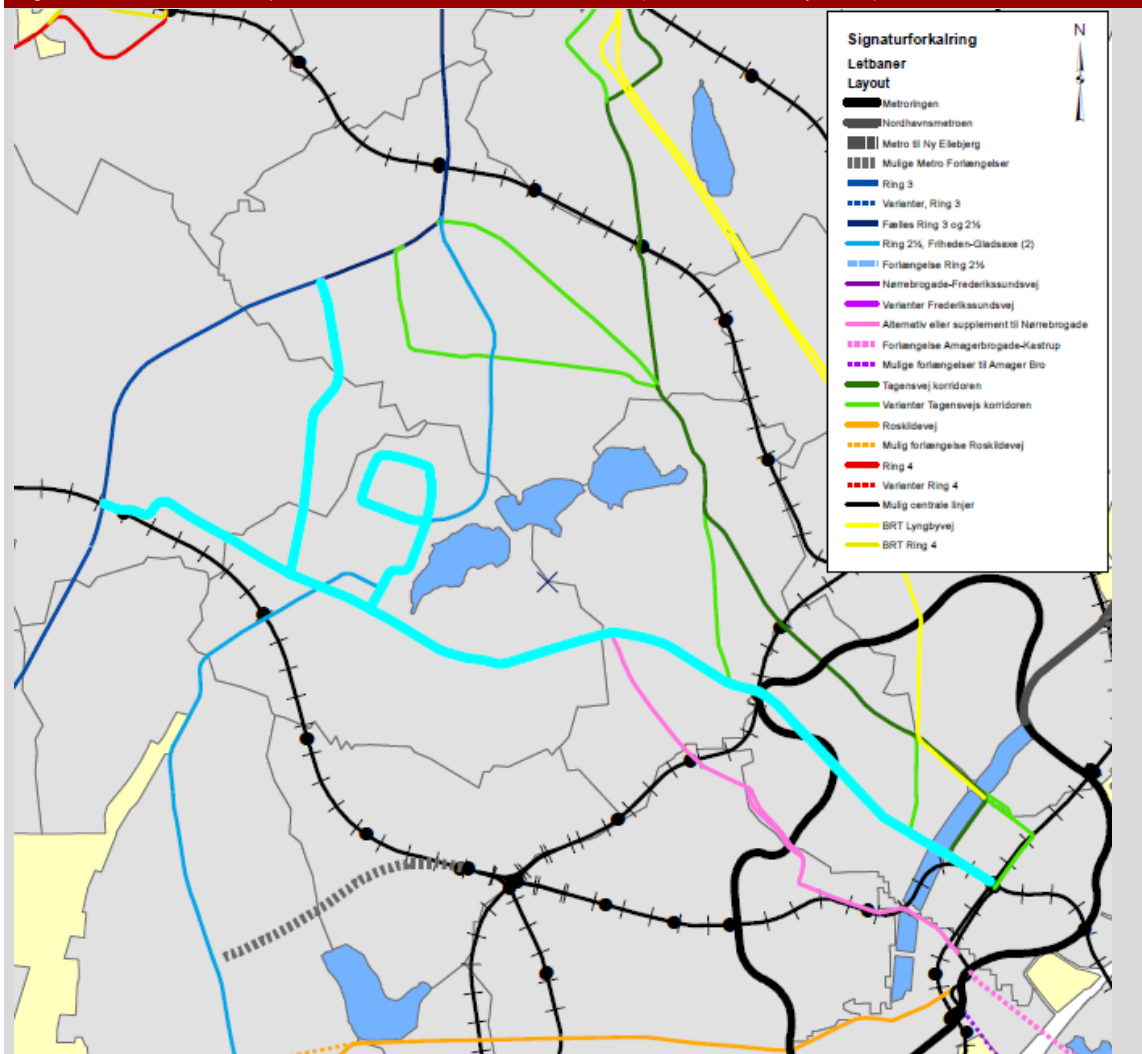 Signaturforkalring
N
Letbaner
Layout
Metroringen
Nordhavnsmetroen
Metro til Ny Ellebjerg
Mulige Metro Forlængelser
Ring 3
Varianter, Ring 3
Fælles Ring 3 og 2½
Ring 2½, Friheden-Gladsaxe (2)
Forlængelse Ring 2½
Nørrebrogade-Frederikssundsvej
Varianter Frederikssundsvej
Alternativ eller supplement til Nørrebrogade
Forlængelse Amagerbrogade-Kastrup
Mulige forlængelser til Amager Bro
Tagensvej korridoren
Varianter Tagensvejs korridoren
Roskildevej
Mulig forlængelse Roskildevej
Ring 4
Varianter Ring 4
Mulig centrale linjer
BRT Lyngbyvej
BRT Ring 4